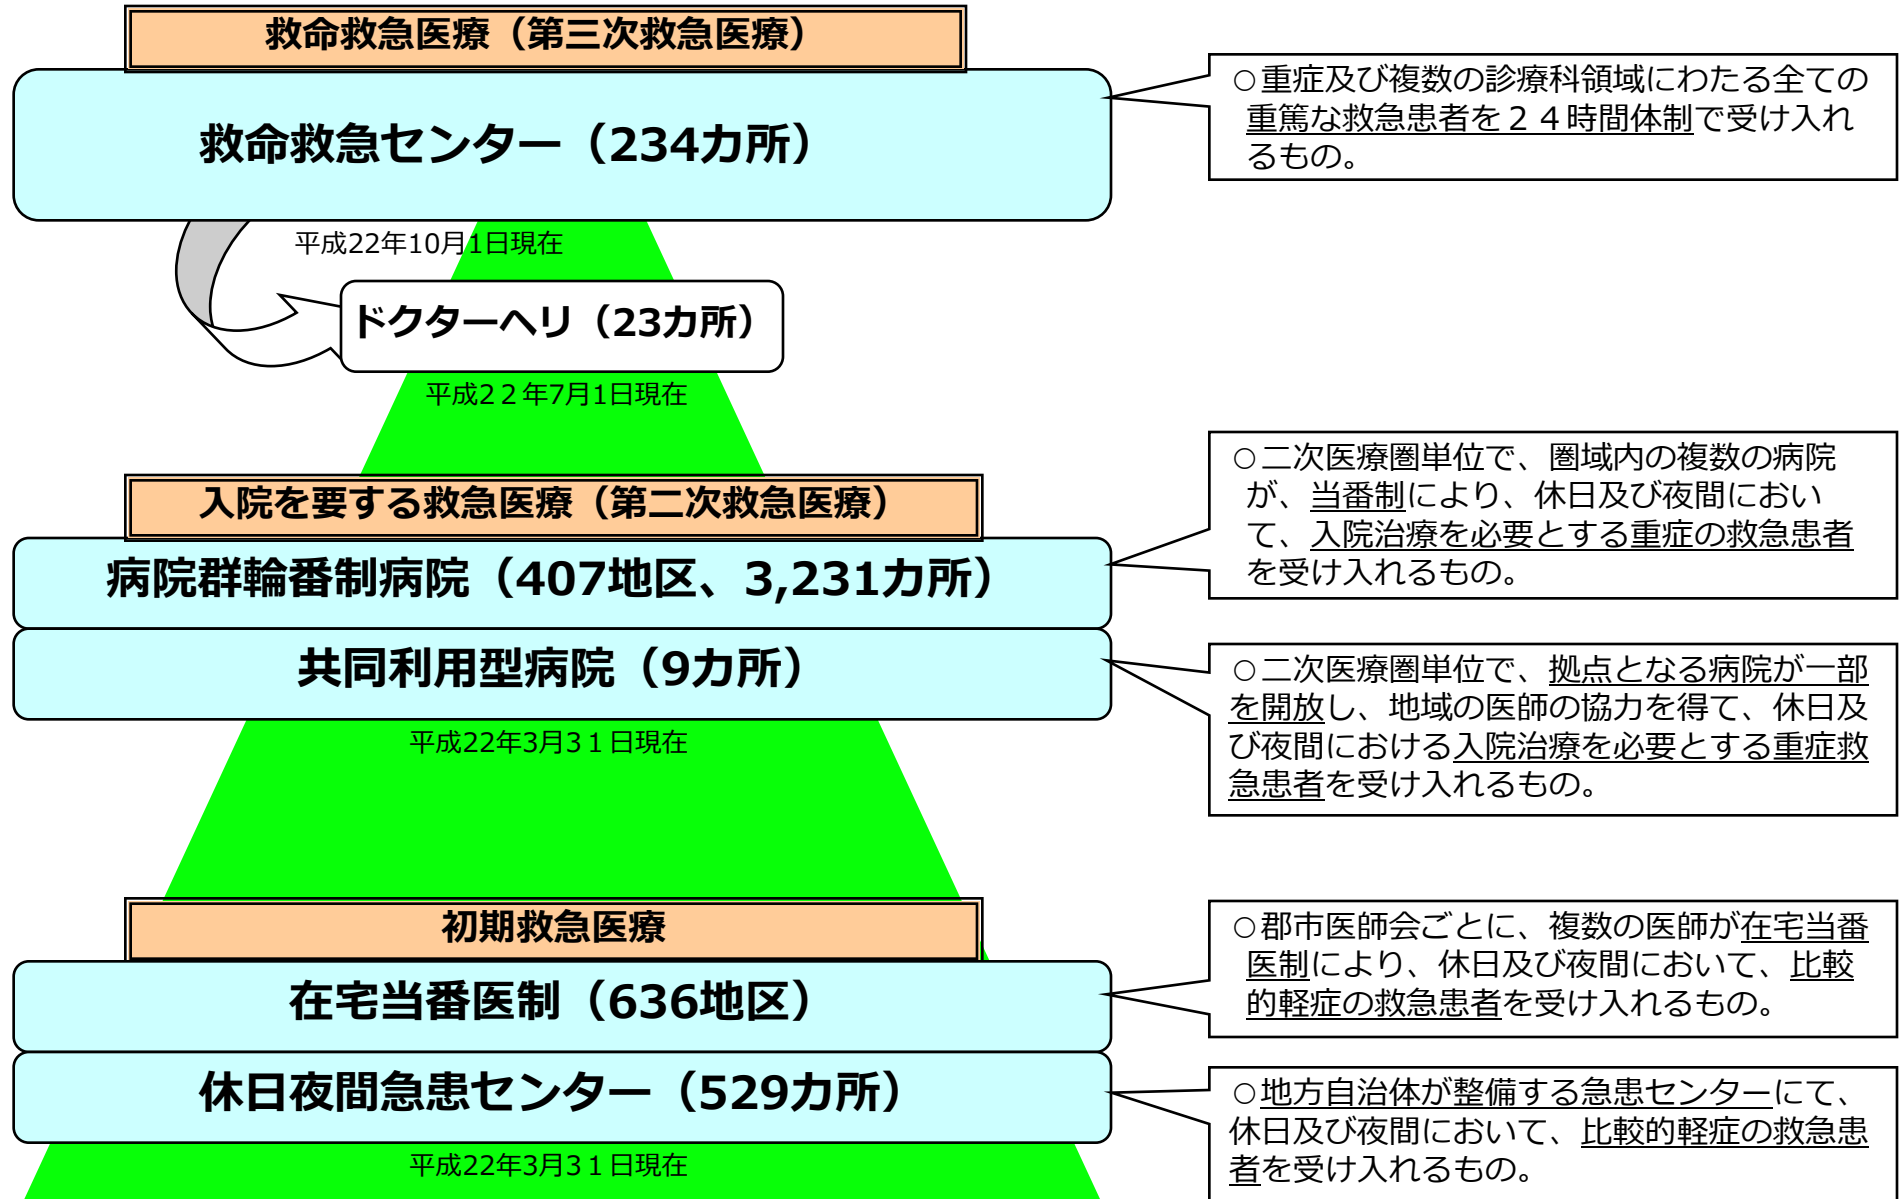 救命救急医療（第三次救急医療）
救命救急センター（234カ所）
平成22年10月1日現在
○重症及び複数の診療科領域にわたる全ての
重篤な救急患者を２４時間体制で受け入れ
るもの。
ドクターヘリ（23カ所）
平成2２年7月1日現在
入院を要する救急医療（第二次救急医療）
病院群輪番制病院（407地区、3,231カ所）
○二次医療圏単位で、圏域内の複数の病院
が、当番制により、休日及び夜間におい
て、入院治療を必要とする重症の救急患者
を受け入れるもの。
共同利用型病院（9カ所）
平成22年3月3１日現在
○二次医療圏単位で、拠点となる病院が一部
を開放し、地域の医師の協力を得て、休日及
び夜間における入院治療を必要とする重症救
急患者を受け入れるもの。
初期救急医療
在宅当番医制（636地区）
○郡市医師会ごとに、複数の医師が在宅当番
医制により、休日及び夜間において、比較
的軽症の救急患者を受け入れるもの。
休日夜間急患センター（529カ所）
平成22年3月3１日現在
○地方自治体が整備する急患センターにて、
休日及び夜間において、比較的軽症の救急患
者を受け入れるもの。